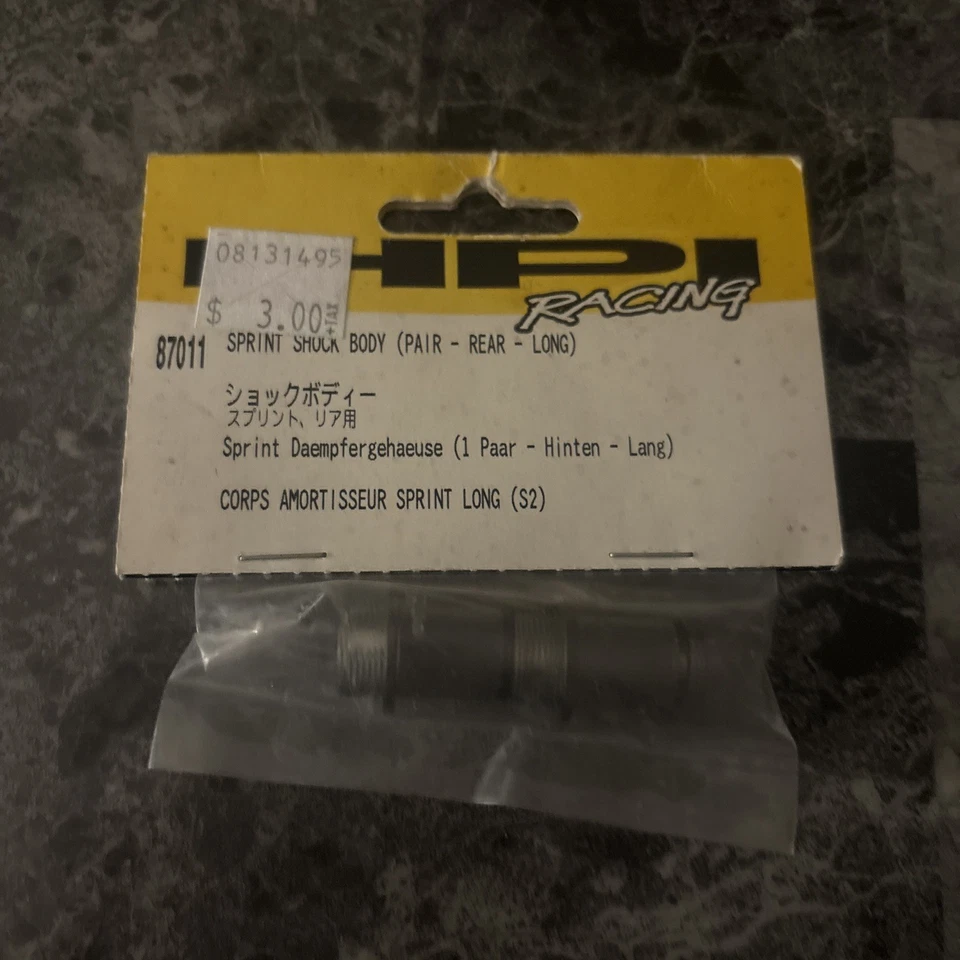 HPI
RACING
08131495
$ 3.00 +TAX
87011 SPRINT SHOCK BODY (PAIR - REAR - LONG)
ショックボディー
スプリント、リア用
Sprint Daempfergehaeuse (1 Paar - Hinten - Lang)
CORPS AMORTISSEUR SPRINT LONG (S2)